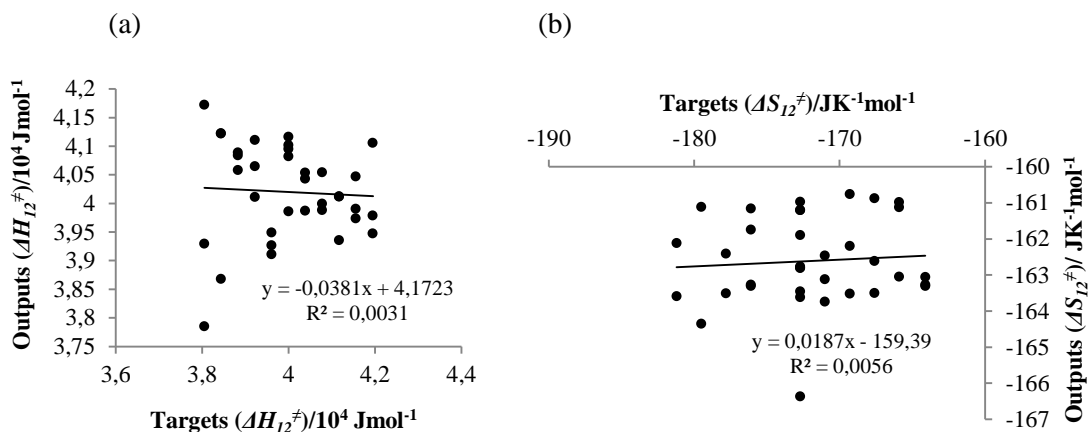 (a)
Outputs (ΔH₁₂≠)/10⁴ Jmol⁻¹
4,2
4,15
4,1
4,05
4
3,95
3,9
3,85
3,8
3,75
y = -0,0381x + 4,1723
R² = 0,0031
3,6 3,8 4 4,2 4,4
Targets (ΔH₁₂≠)/10⁴ Jmol⁻¹
(b)
Targets (ΔS₁₂≠)/JK⁻¹mol⁻¹
-190 -180 -170 -160
-160
-161
-162
-163
-164
-165
-166
-167
y = 0,0187x - 159,39
R² = 0,0056
Outputs (ΔS₁₂≠)/ JK⁻¹mol⁻¹